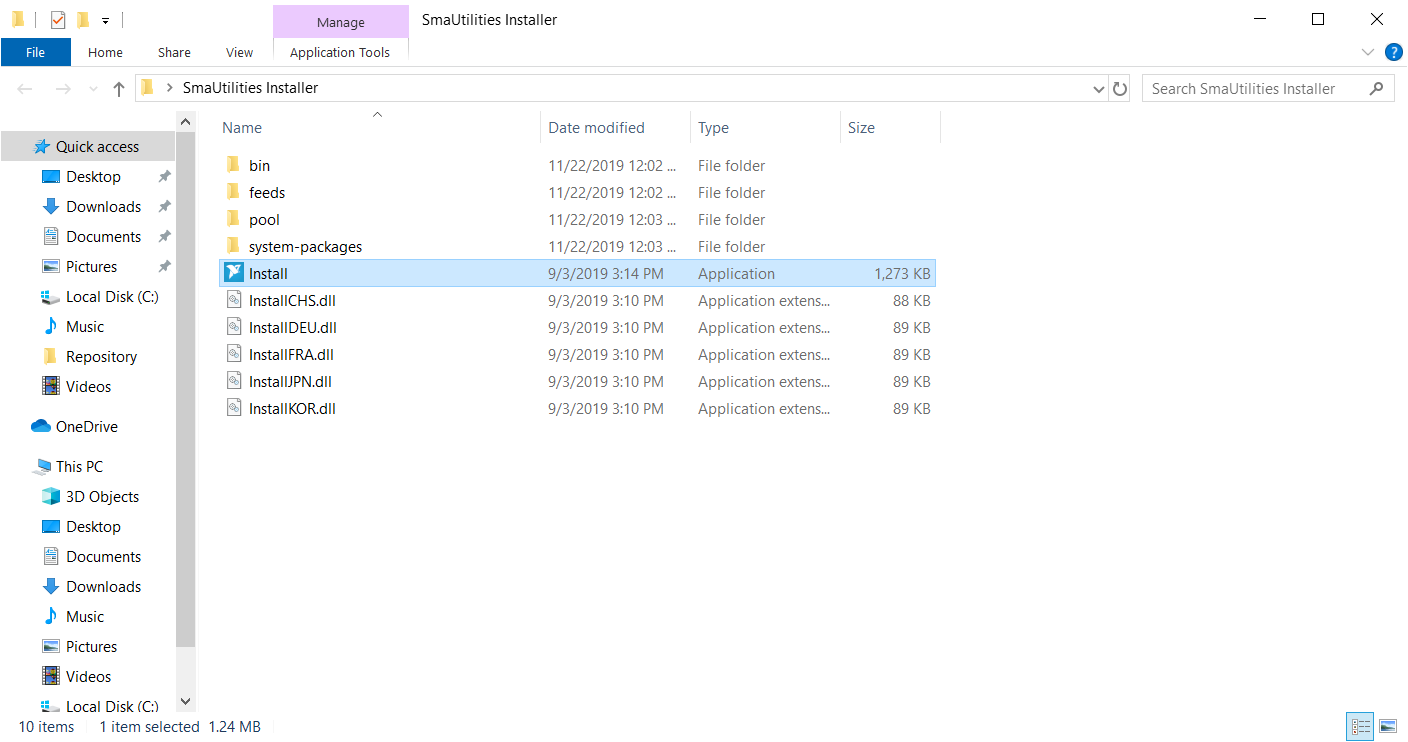 Manage
SmaUtilities Installer
File
Home
Share
View
Application Tools
?
SmaUtilities Installer
Search SmaUtilities Installer
Name
Date modified
Type
Size
Quick access
Desktop
Downloads
Documents
Pictures
Local Disk (C:)
Music
Repository
Videos
OneDrive
This PC
3D Objects
Desktop
Documents
Downloads
Music
Pictures
Videos
Local Disk (C:)
bin 11/22/2019 12:02 ... File folder
feeds 11/22/2019 12:02 ... File folder
pool 11/22/2019 12:03 ... File folder
system-packages 11/22/2019 12:03 ... File folder
Install 9/3/2019 3:14 PM Application 1,273 KB
InstallCHS.dll 9/3/2019 3:10 PM Application extens... 88 KB
InstallDEU.dll 9/3/2019 3:10 PM Application extens... 89 KB
InstallFRA.dll 9/3/2019 3:10 PM Application extens... 89 KB
InstallJPN.dll 9/3/2019 3:10 PM Application extens... 89 KB
InstallKOR.dll 9/3/2019 3:10 PM Application extens... 89 KB
10 items 1 item selected 1.24 MB